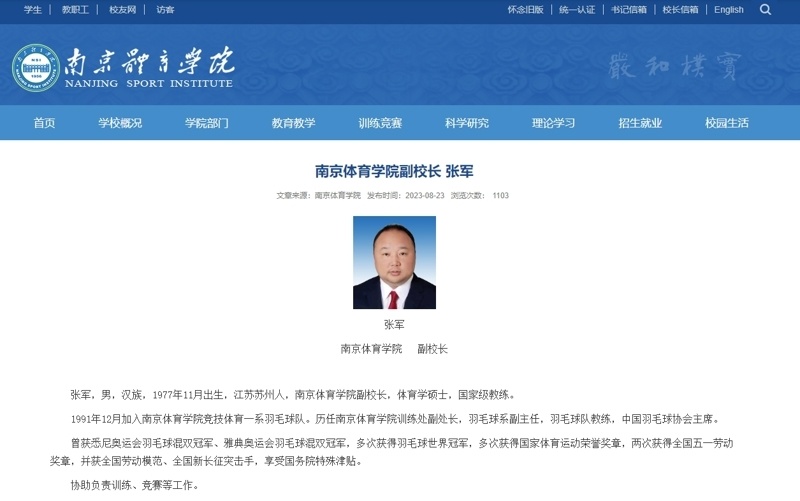 学生 | 教职工 | 校友网 | 访客
怀念旧版 | 统一认证 | 书记信箱 | 校长信箱 | English
南京體育學院
NANJING SPORT INSTITUTE
嚴和樸實
首页 学校概况 学院部门 教育教学 训练竞赛 科学研究 理论学习 招生就业 校园生活
南京体育学院副校长 张军
文章来源：南京体育学院 发布时间：2023-08-23 浏览次数： 1103
张军
南京体育学院 副校长
张军，男，汉族，1977年11月出生，江苏苏州人，南京体育学院副校长，体育学硕士，国家级教练。
1991年12月加入南京体育学院竞技体育一系羽毛球队。历任南京体育学院训练处副处长，羽毛球系副主任，羽毛球队教练，中国羽毛球协会主席。
曾获悉尼奥运会羽毛球混双冠军、雅典奥运会羽毛球混双冠军，多次获得羽毛球世界冠军，多次获得国家体育运动荣誉奖章，两次获得全国五一劳动
奖章，并获全国劳动模范、全国新长征突击手，享受国务院特殊津贴。
协助负责训练、竞赛等工作。